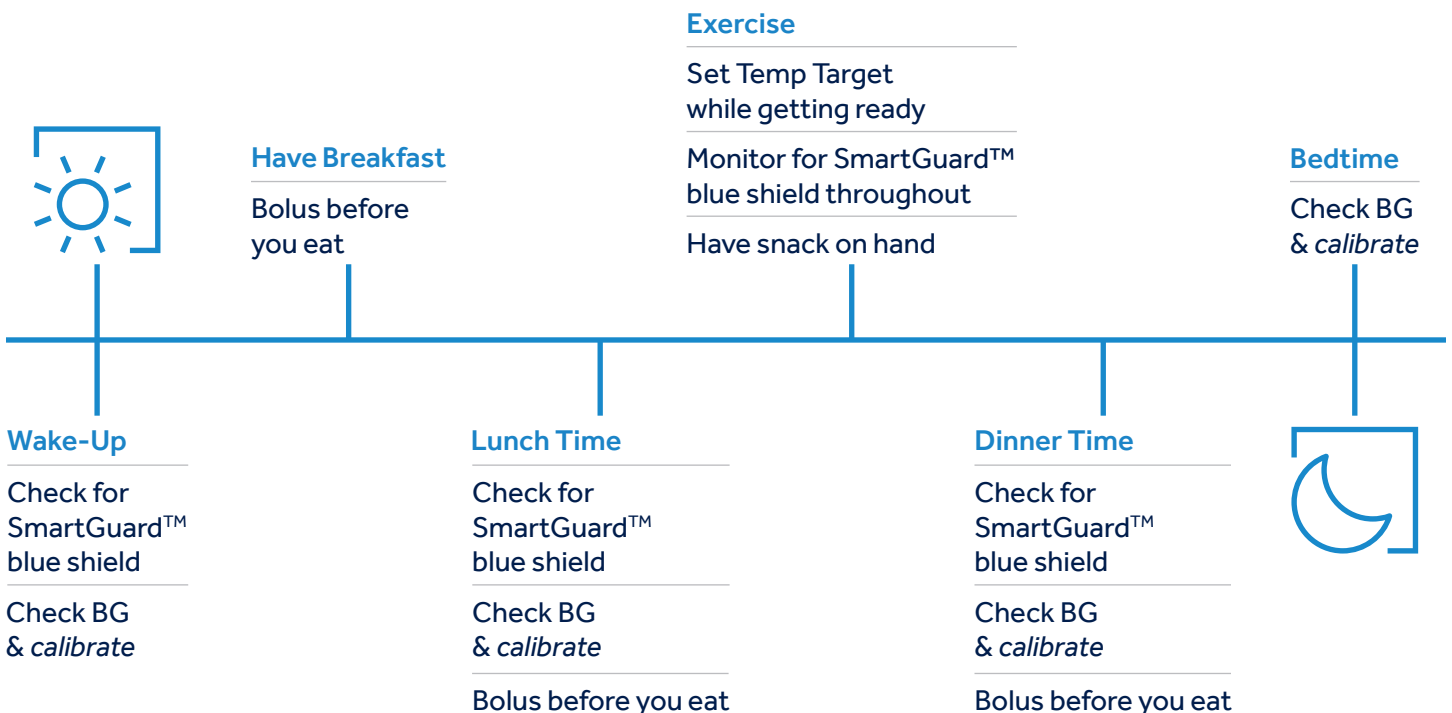 Wake-Up
Check for
SmartGuard™
blue shield
Check BG
& calibrate
Have Breakfast
Bolus before
you eat
Lunch Time
Check for
SmartGuard™
blue shield
Check BG
& calibrate
Bolus before you eat
Exercise
Set Temp Target
while getting ready
Monitor for SmartGuard™
blue shield throughout
Have snack on hand
Dinner Time
Check for
SmartGuard™
blue shield
Check BG
& calibrate
Bolus before you eat
Bedtime
Check BG
& calibrate